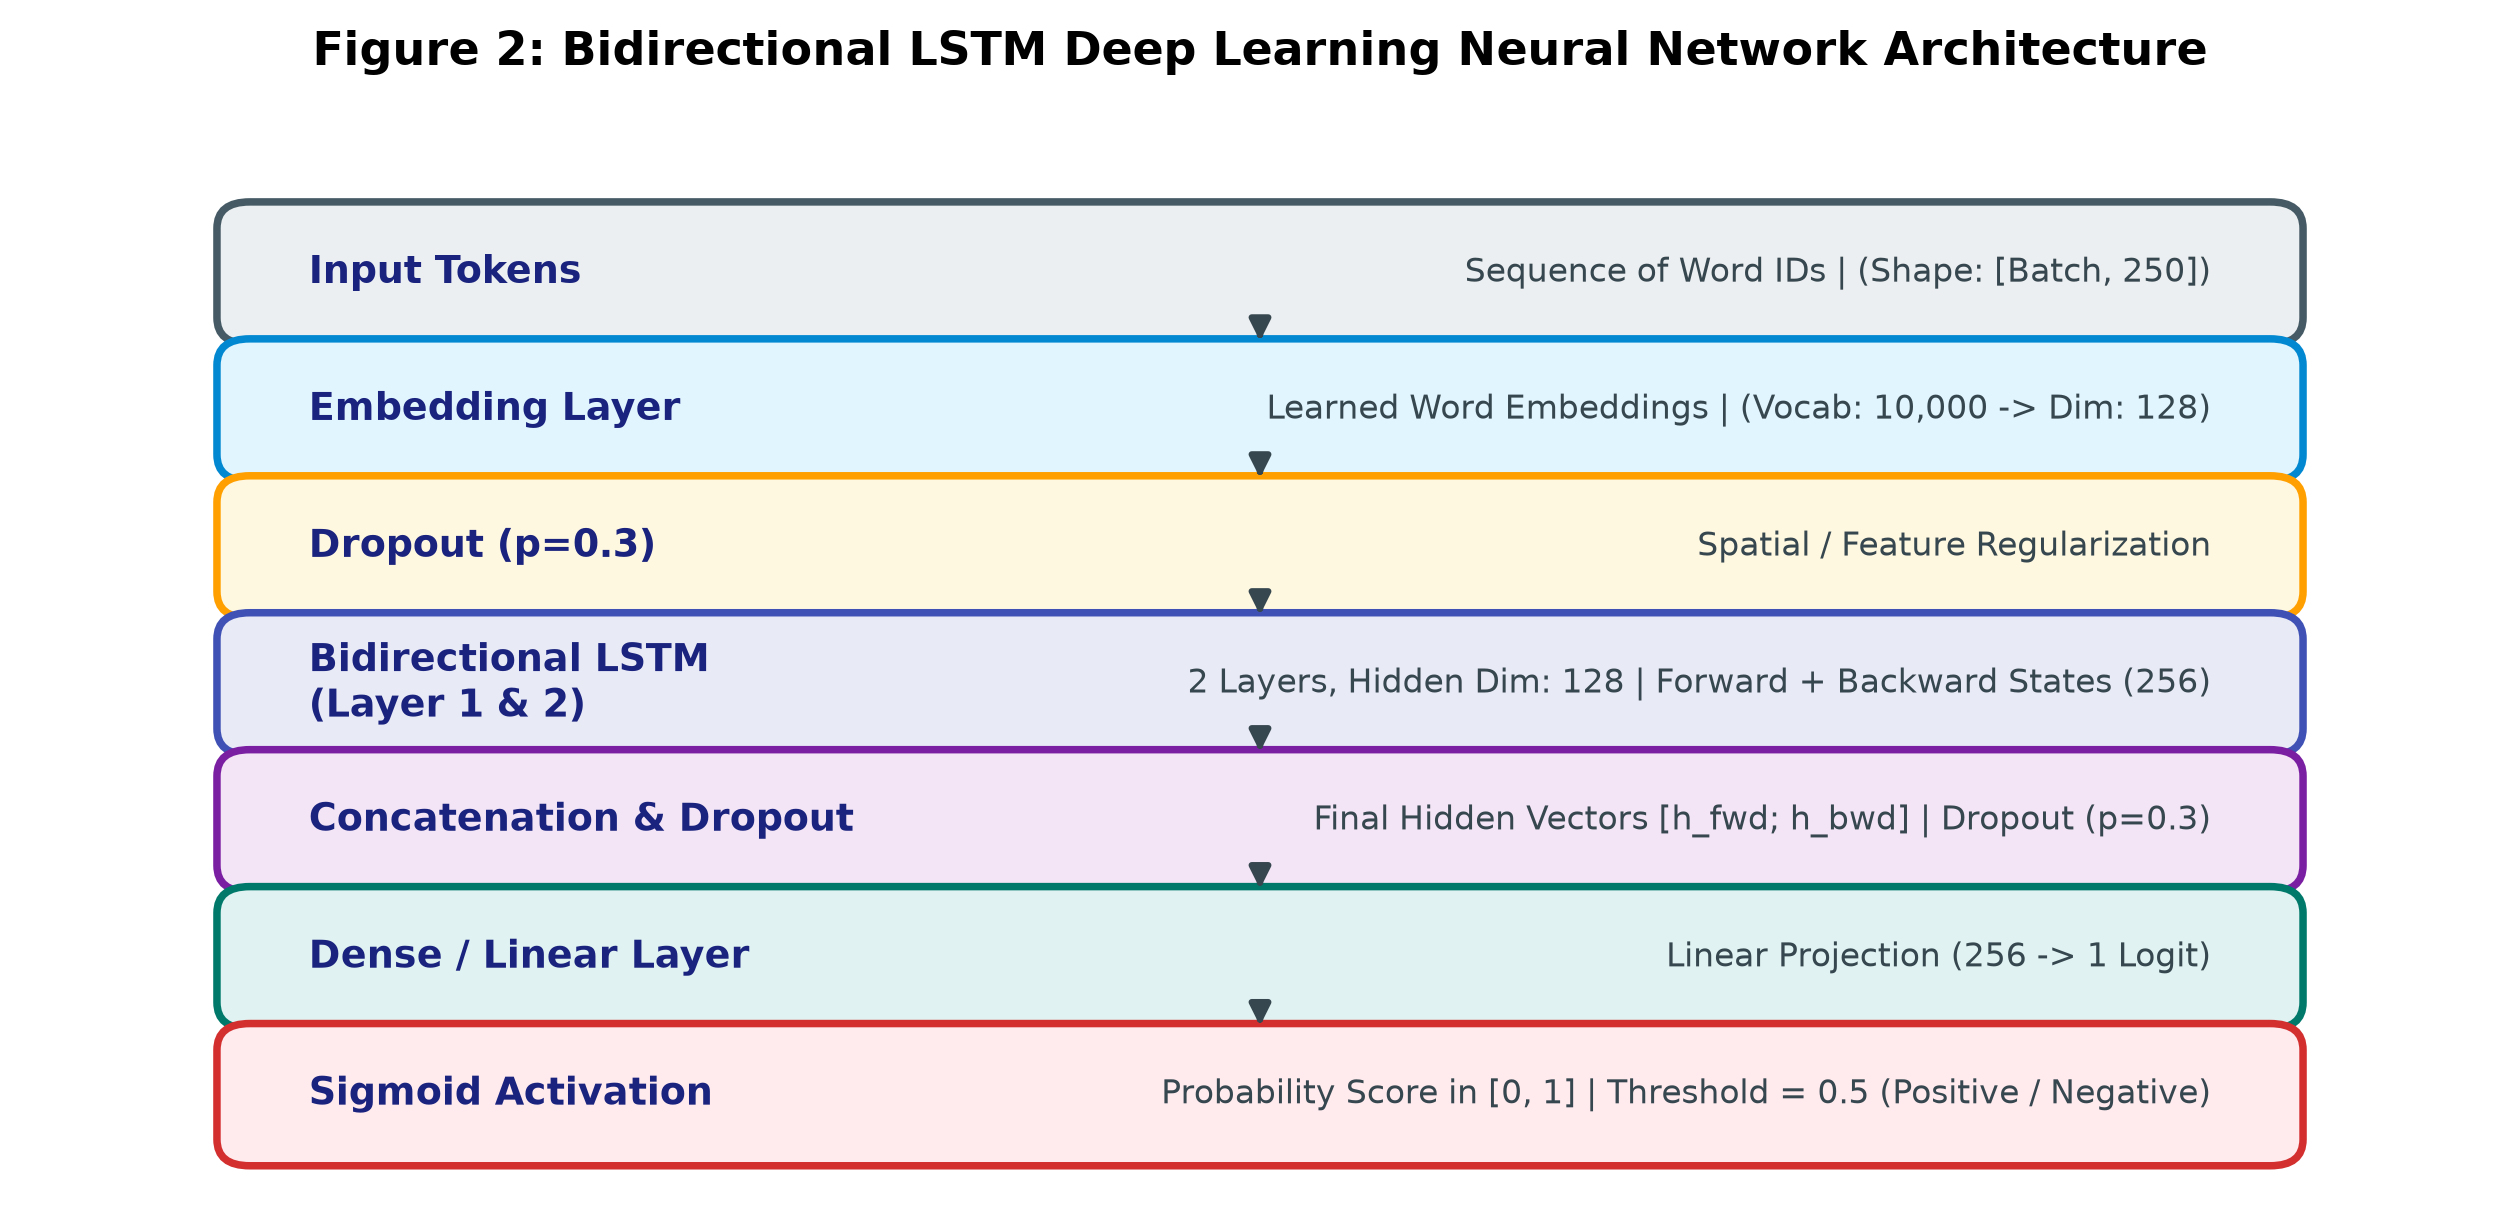 Figure 2: Bidirectional LSTM Deep Learning Neural Network Architecture
Input Tokens
Sequence of Word IDs | (Shape: [Batch, 250])
Embedding Layer
Learned Word Embeddings | (Vocab: 10,000 -> Dim: 128)
Dropout (p=0.3)
Spatial / Feature Regularization
Bidirectional LSTM
(Layer 1 & 2)
2 Layers, Hidden Dim: 128 | Forward + Backward States (256)
Concatenation & Dropout
Final Hidden Vectors [h_fwd; h_bwd] | Dropout (p=0.3)
Dense / Linear Layer
Linear Projection (256 -> 1 Logit)
Sigmoid Activation
Probability Score in [0, 1] | Threshold = 0.5 (Positive / Negative)